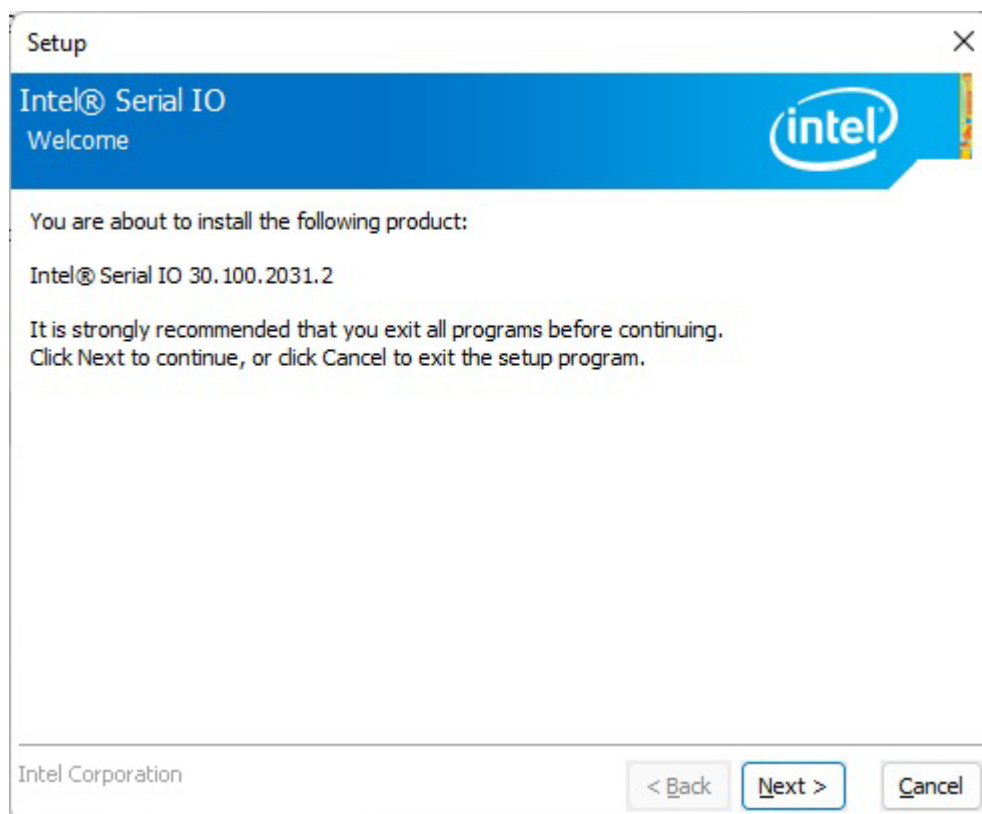 Setup
Intel® Serial IO
Welcome
intel
You are about to install the following product:
Intel® Serial IO 30.100.2031.2
It is strongly recommended that you exit all programs before continuing.
Click Next to continue, or click Cancel to exit the setup program.
Intel Corporation
< Back Next > Cancel